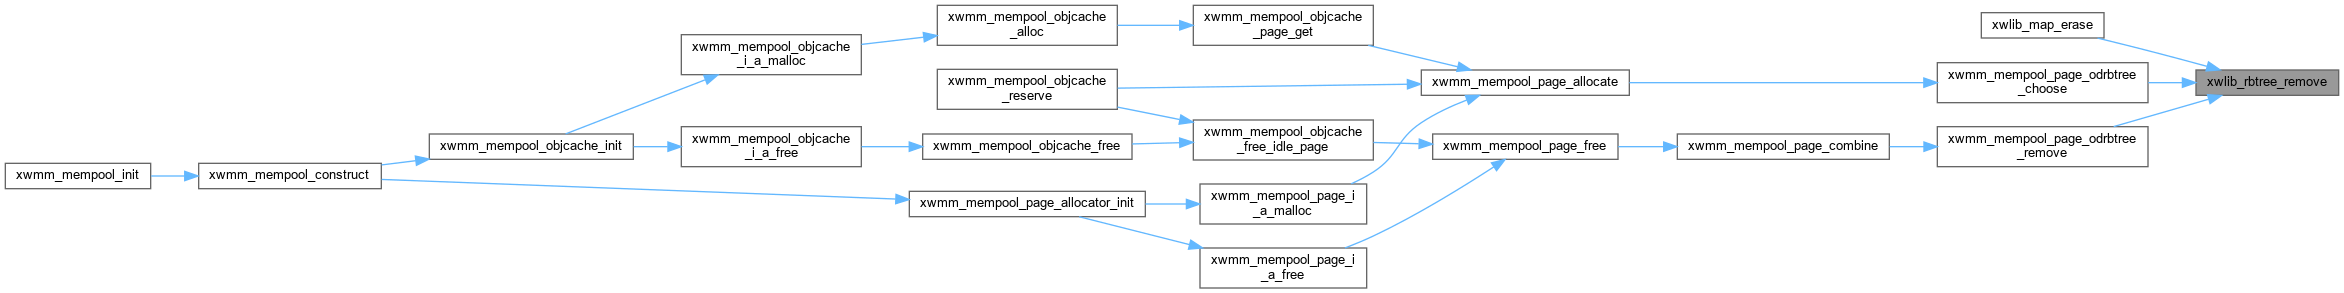 xwmm_mempool_init
xwmm_mempool_construct
xwmm_mempool_objcache_init
xwmm_mempool_objcache
_i_a_malloc
xwmm_mempool_objcache
_i_a_free
xwmm_mempool_objcache
_alloc
xwmm_mempool_objcache
_reserve
xwmm_mempool_objcache_free
xwmm_mempool_page_allocator_init
xwmm_mempool_objcache
_page_get
xwmm_mempool_objcache
_free_idle_page
xwmm_mempool_page_i
_a_malloc
xwmm_mempool_page_i
_a_free
xwmm_mempool_page_allocate
xwmm_mempool_page_free
xwmm_mempool_page_combine
xwlib_map_erase
xwmm_mempool_page_odrbtree
_choose
xwmm_mempool_page_odrbtree
_remove
xwlib_rbtree_remove